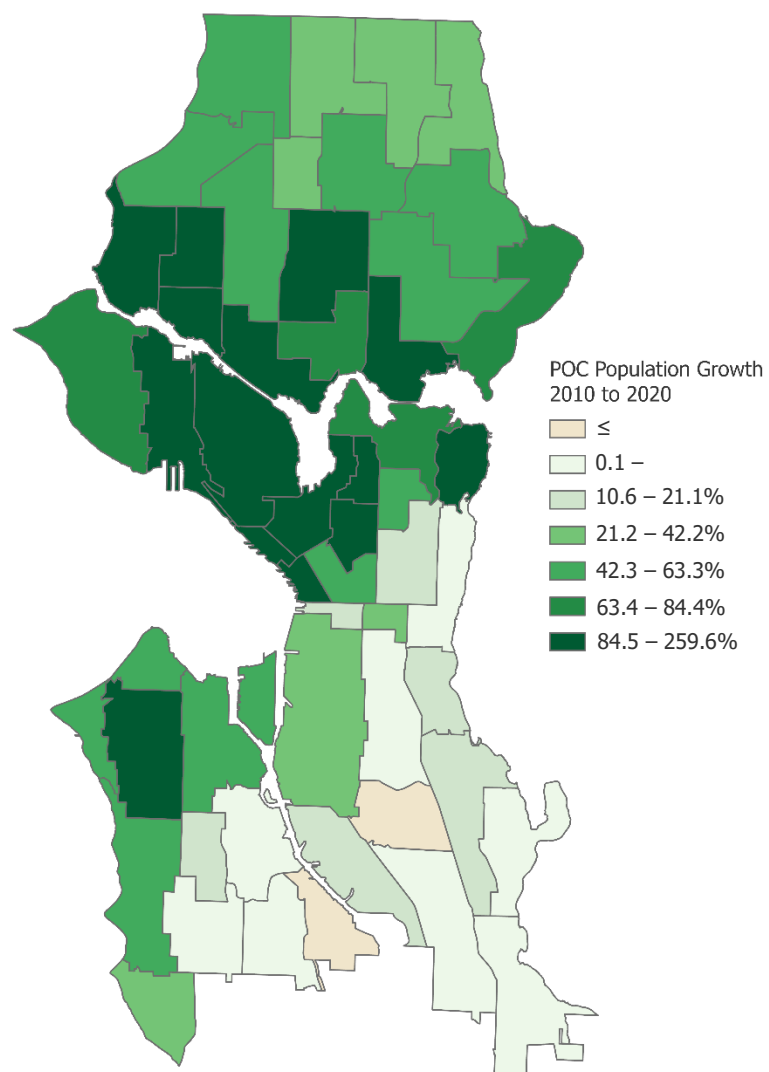 POC Population Growth
2010 to 2020
≤
0.1 –
10.6 – 21.1%
21.2 – 42.2%
42.3 – 63.3%
63.4 – 84.4%
84.5 – 259.6%